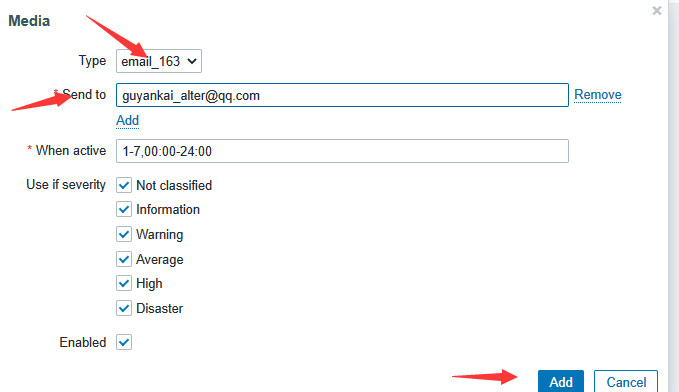 Media
Type email_163
* Send to guyankai_alter@qq.com Remove
Add
* When active 1-7,00:00-24:00
Use if severity Not classified
Information
Warning
Average
High
Disaster
Enabled
Add Cancel